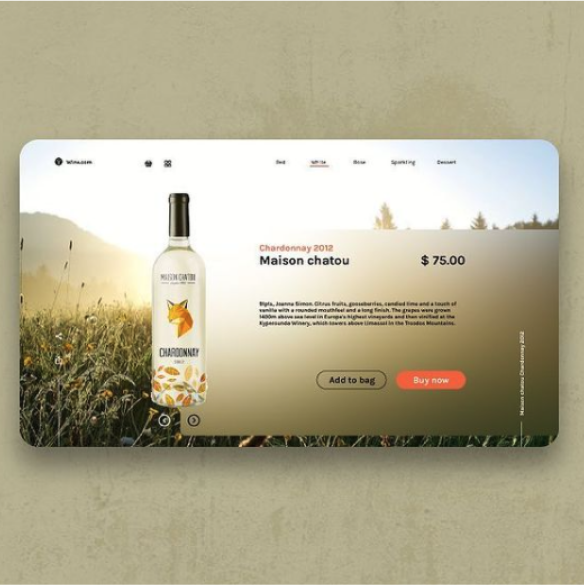 Wine.com
Red White Rose Sparkling Dessert
Chardonnay 2012
Maison chatou $ 75.00
Ripis, Joanna Simon. Citrus fruits, gooseberries, candied lime and a touch of
vanilla with a rounded mouthfeel and a long finish. The grapes were grown
1400m above sea level in Europe's highest vineyards and then vinified at the
Kyperounda Winery, which towers above Limassol in the Troodos Mountains.
Add to bag Buy now
MAISON CHATOU
CHARDONNAY
Maison chatou Chardonnay 2012